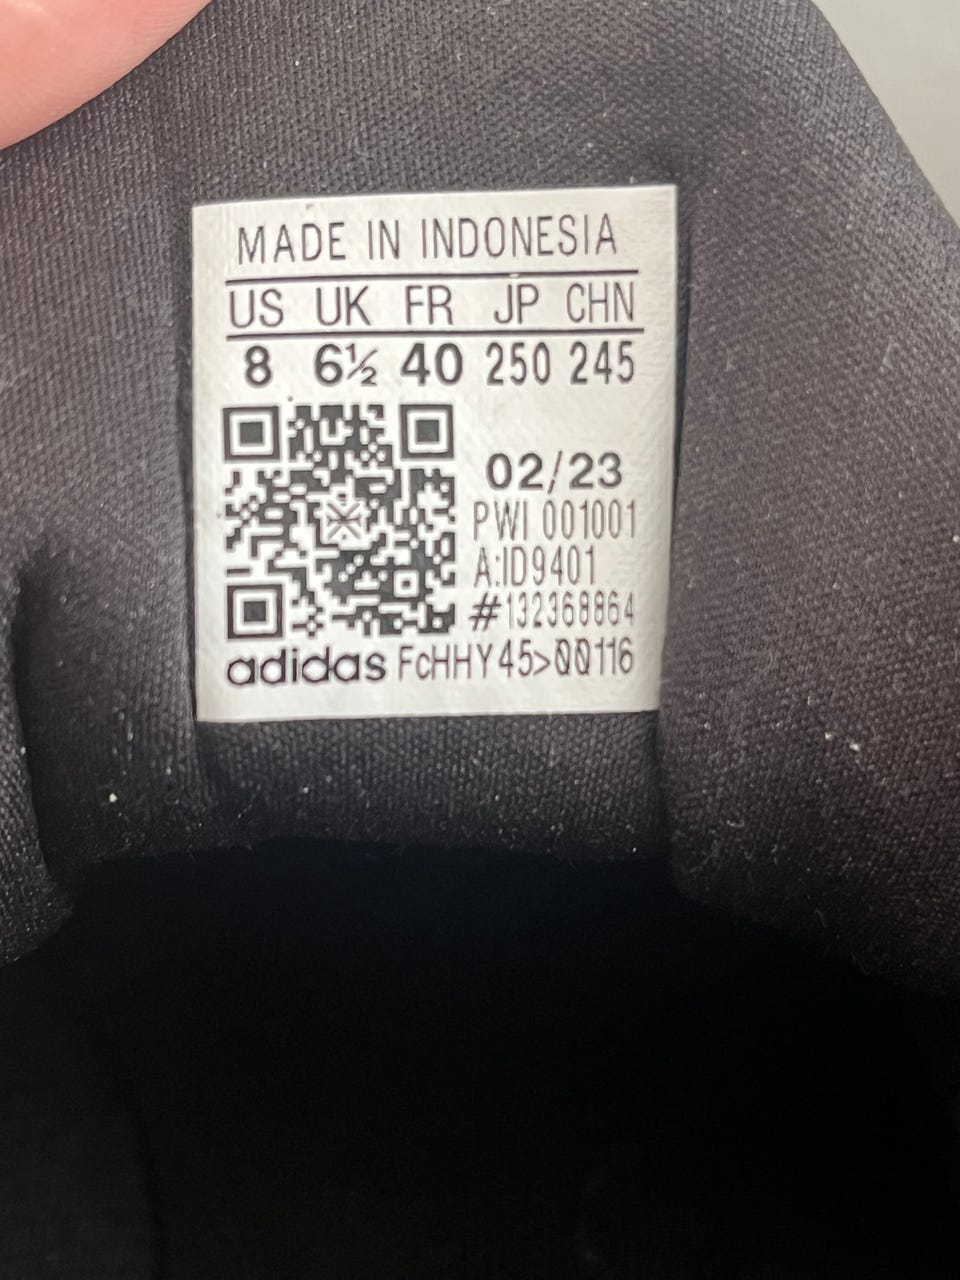 MADE IN INDONESIA
US UK FR JP CHN
8 6½ 40 250 245
02/23
PWI 001001
A:ID9401
#132368864
adidas FcHHY45>00116